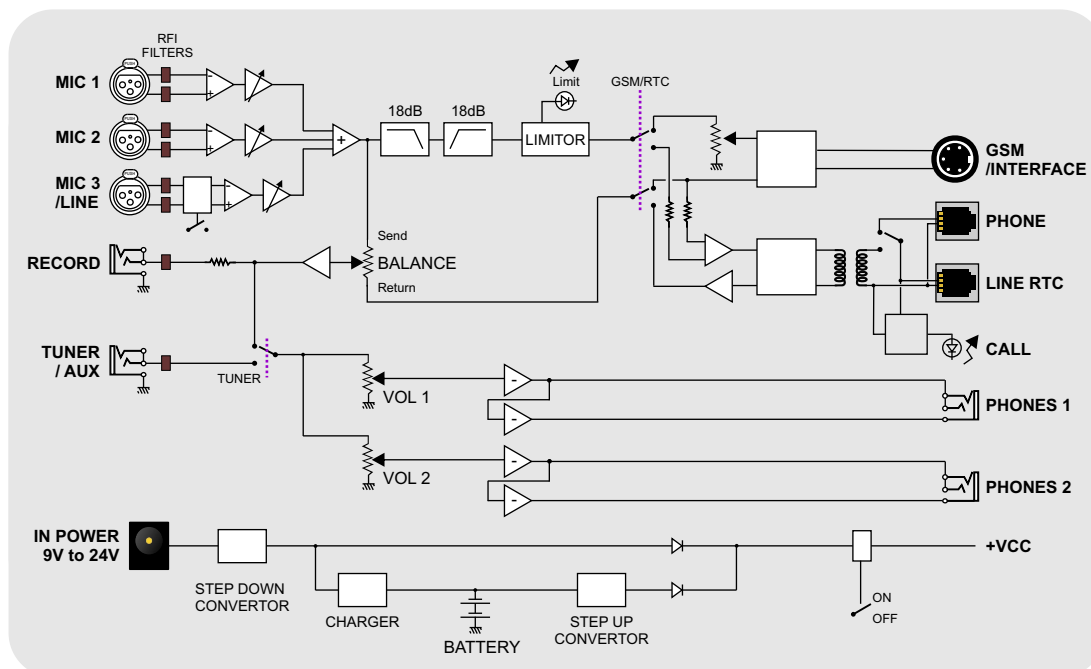 RFI
FILTERS
MIC 1
MIC 2
MIC 3
/LINE
18dB
18dB
Limit
LIMITOR
GSM/RTC
GSM
/INTERFACE
PHONE
LINE RTC
CALL
Send
BALANCE
Return
RECORD
TUNER
/ AUX
TUNER
VOL 1
VOL 2
PHONES 1
PHONES 2
IN POWER
9V to 24V
STEP DOWN
CONVERTOR
CHARGER
BATTERY
STEP UP
CONVERTOR
ON
OFF
+VCC